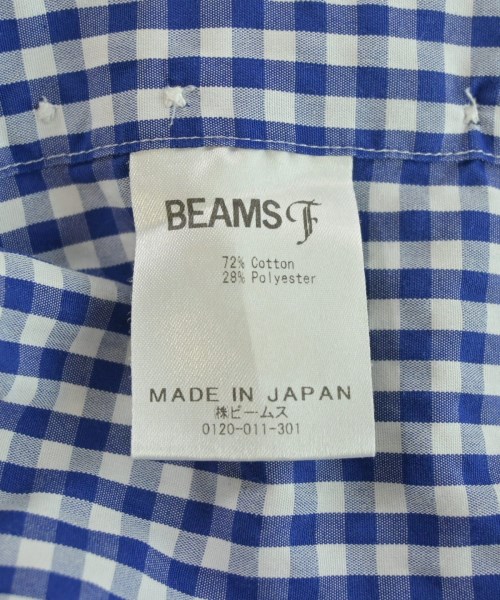 BEAMS F
72% Cotton
28% Polyester
MADE IN JAPAN
㈱ビームス
0120-011-301